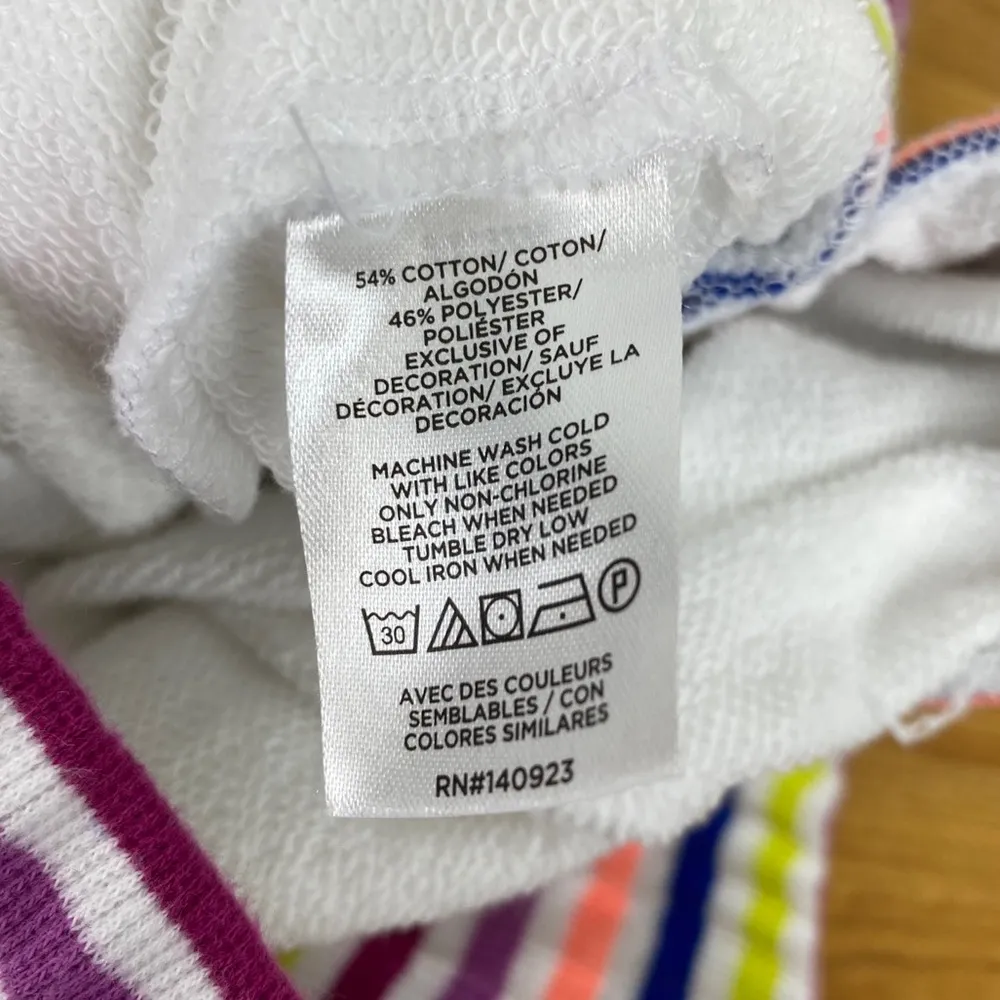 54% COTTON/ COTON/
ALGODÓN
46% POLYESTER/
POLIÉSTER
EXCLUSIVE OF
DECORATION/ SAUF
DÉCORATION/ EXCLUYE LA
DECORACIÓN
MACHINE WASH COLD
WITH LIKE COLORS
ONLY NON-CHLORINE
BLEACH WHEN NEEDED
TUMBLE DRY LOW
COOL IRON WHEN NEEDED
30 P
AVEC DES COULEURS
SEMBLABLES / CON
COLORES SIMILARES
RN#140923